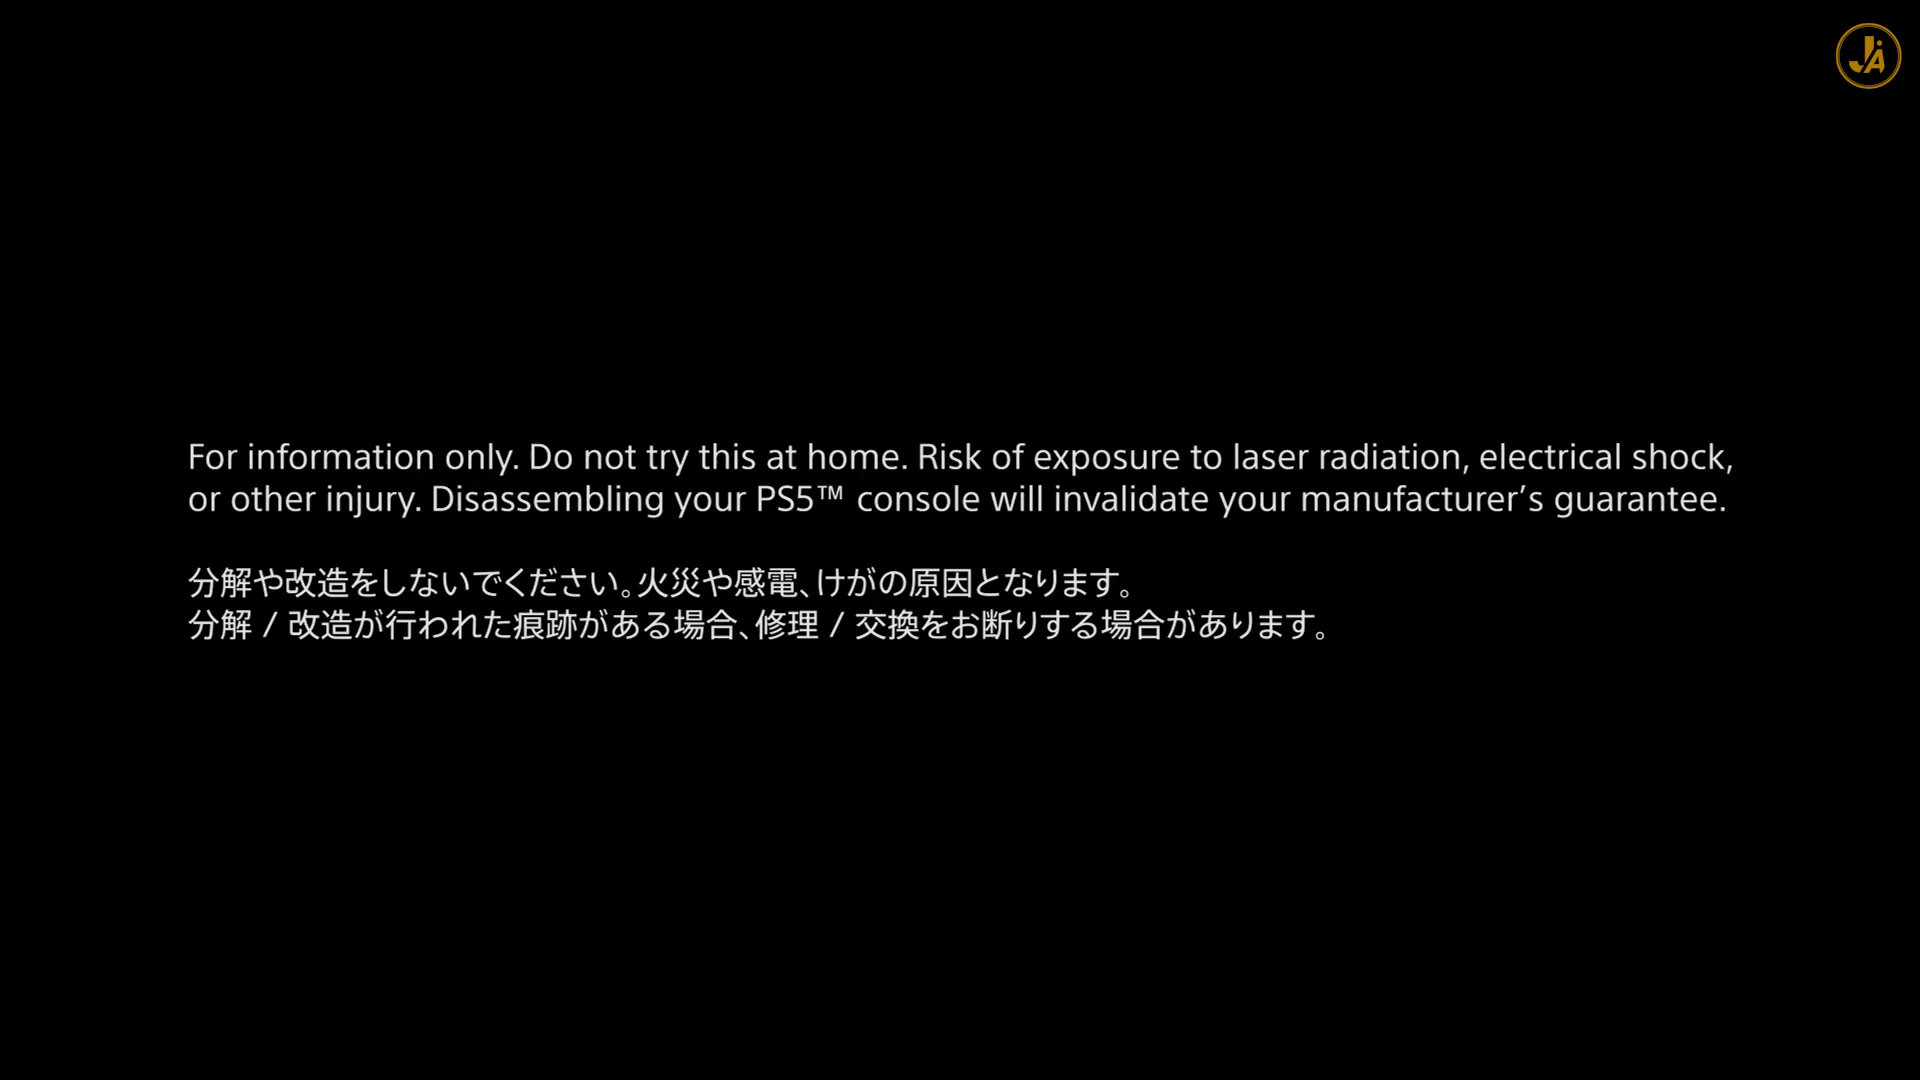 JA
For information only. Do not try this at home. Risk of exposure to laser radiation, electrical shock,
or other injury. Disassembling your PS5™ console will invalidate your manufacturer’s guarantee.
分解や改造をしないでください。火災や感電、けがの原因となります。
分解 / 改造が行われた痕跡がある場合、修理 / 交換をお断りする場合があります。